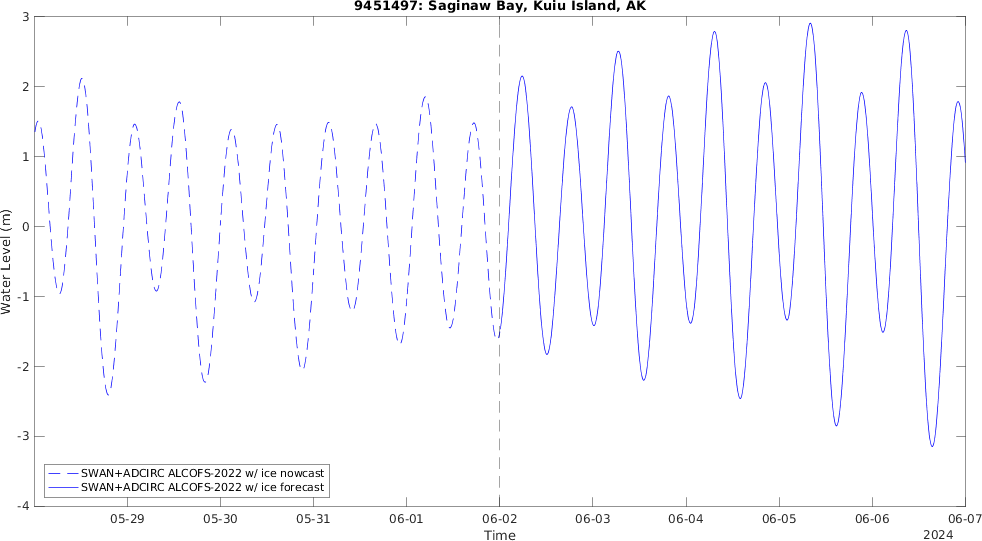 9451497: Saginaw Bay, Kuiu Island, AK
3
2
1
0
-1
-2
-3
-4
Water Level (m)
SWAN+ADCIRC ALCOFS-2022 w/ ice nowcast
SWAN+ADCIRC ALCOFS-2022 w/ ice forecast
05-29 05-30 05-31 06-01 06-02 06-03 06-04 06-05 06-06 06-07
Time
2024